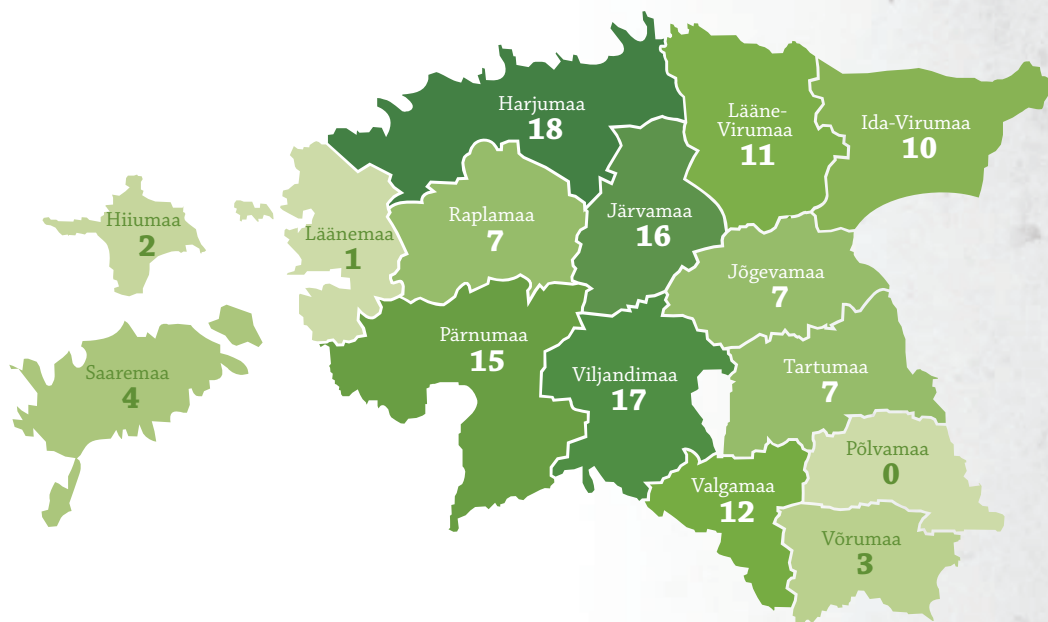 Harjumaa
18
Lääne-
Virumaa
11
Ida-Virumaa
10
Hiiumaa
2
Läänemaa
1
Raplamaa
7
Järvamaa
16
Jõgevamaa
7
Saaremaa
4
Pärnumaa
15
Viljandimaa
17
Tartumaa
7
Põlvamaa
0
Valgamaa
12
Võrumaa
3